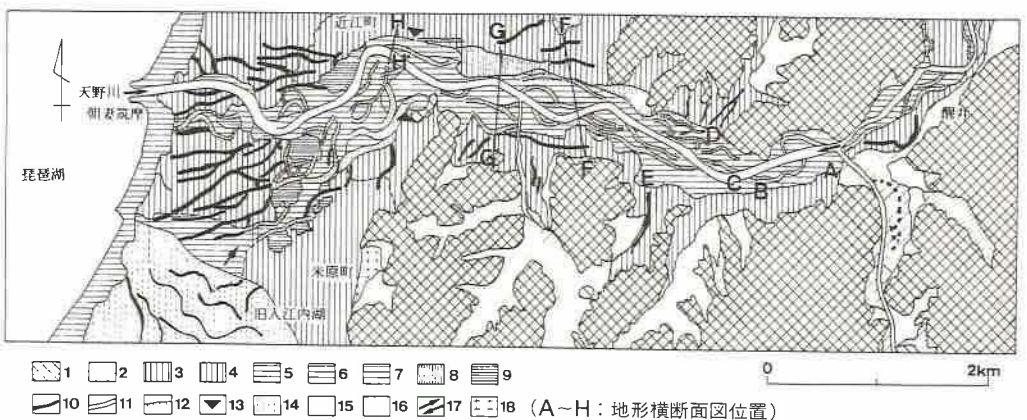 近江町
H
F
G
H
天野川
朝妻筑摩
醒井
D
琵琶湖
G
F
E
C
B
A
米原町
旧入江内湖
1 2 3 4 5 6 7 8 9
0 2km
10 11 12 13 14 15 16 17 18 (A~H:地形横断面図位置)